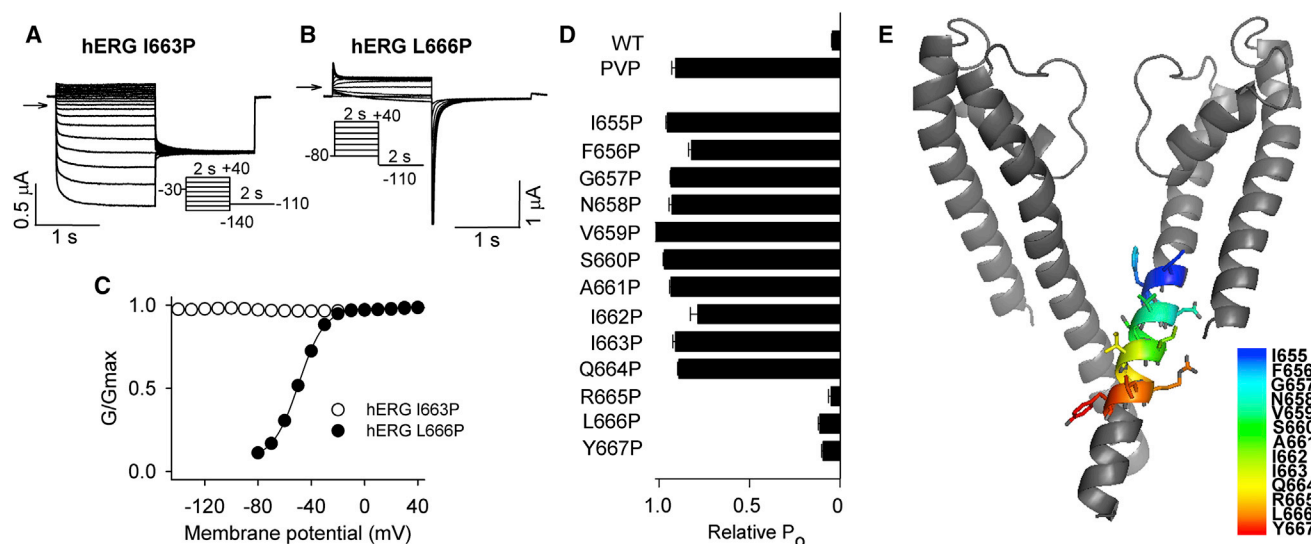 A
hERG I663P
2 s +40
-30
2 s
-110
-140
0.5 µA
1 s
B
hERG L666P
2 s +40
-80
2 s
-110
1 µA
1 s
C
G/Gmax
1.0
0.5
0.0
hERG I663P
hERG L666P
-120 -80 -40 0 40
Membrane potential (mV)
D
WT
PVP
I655P
F656P
G657P
N658P
V659P
S660P
A661P
I662P
I663P
Q664P
R665P
L666P
Y667P
1.0 0.5 0
Relative Po
E
I655
F656
G657
N658
V659
S660
A661
I662
I663
Q664
R665
L666
Y667